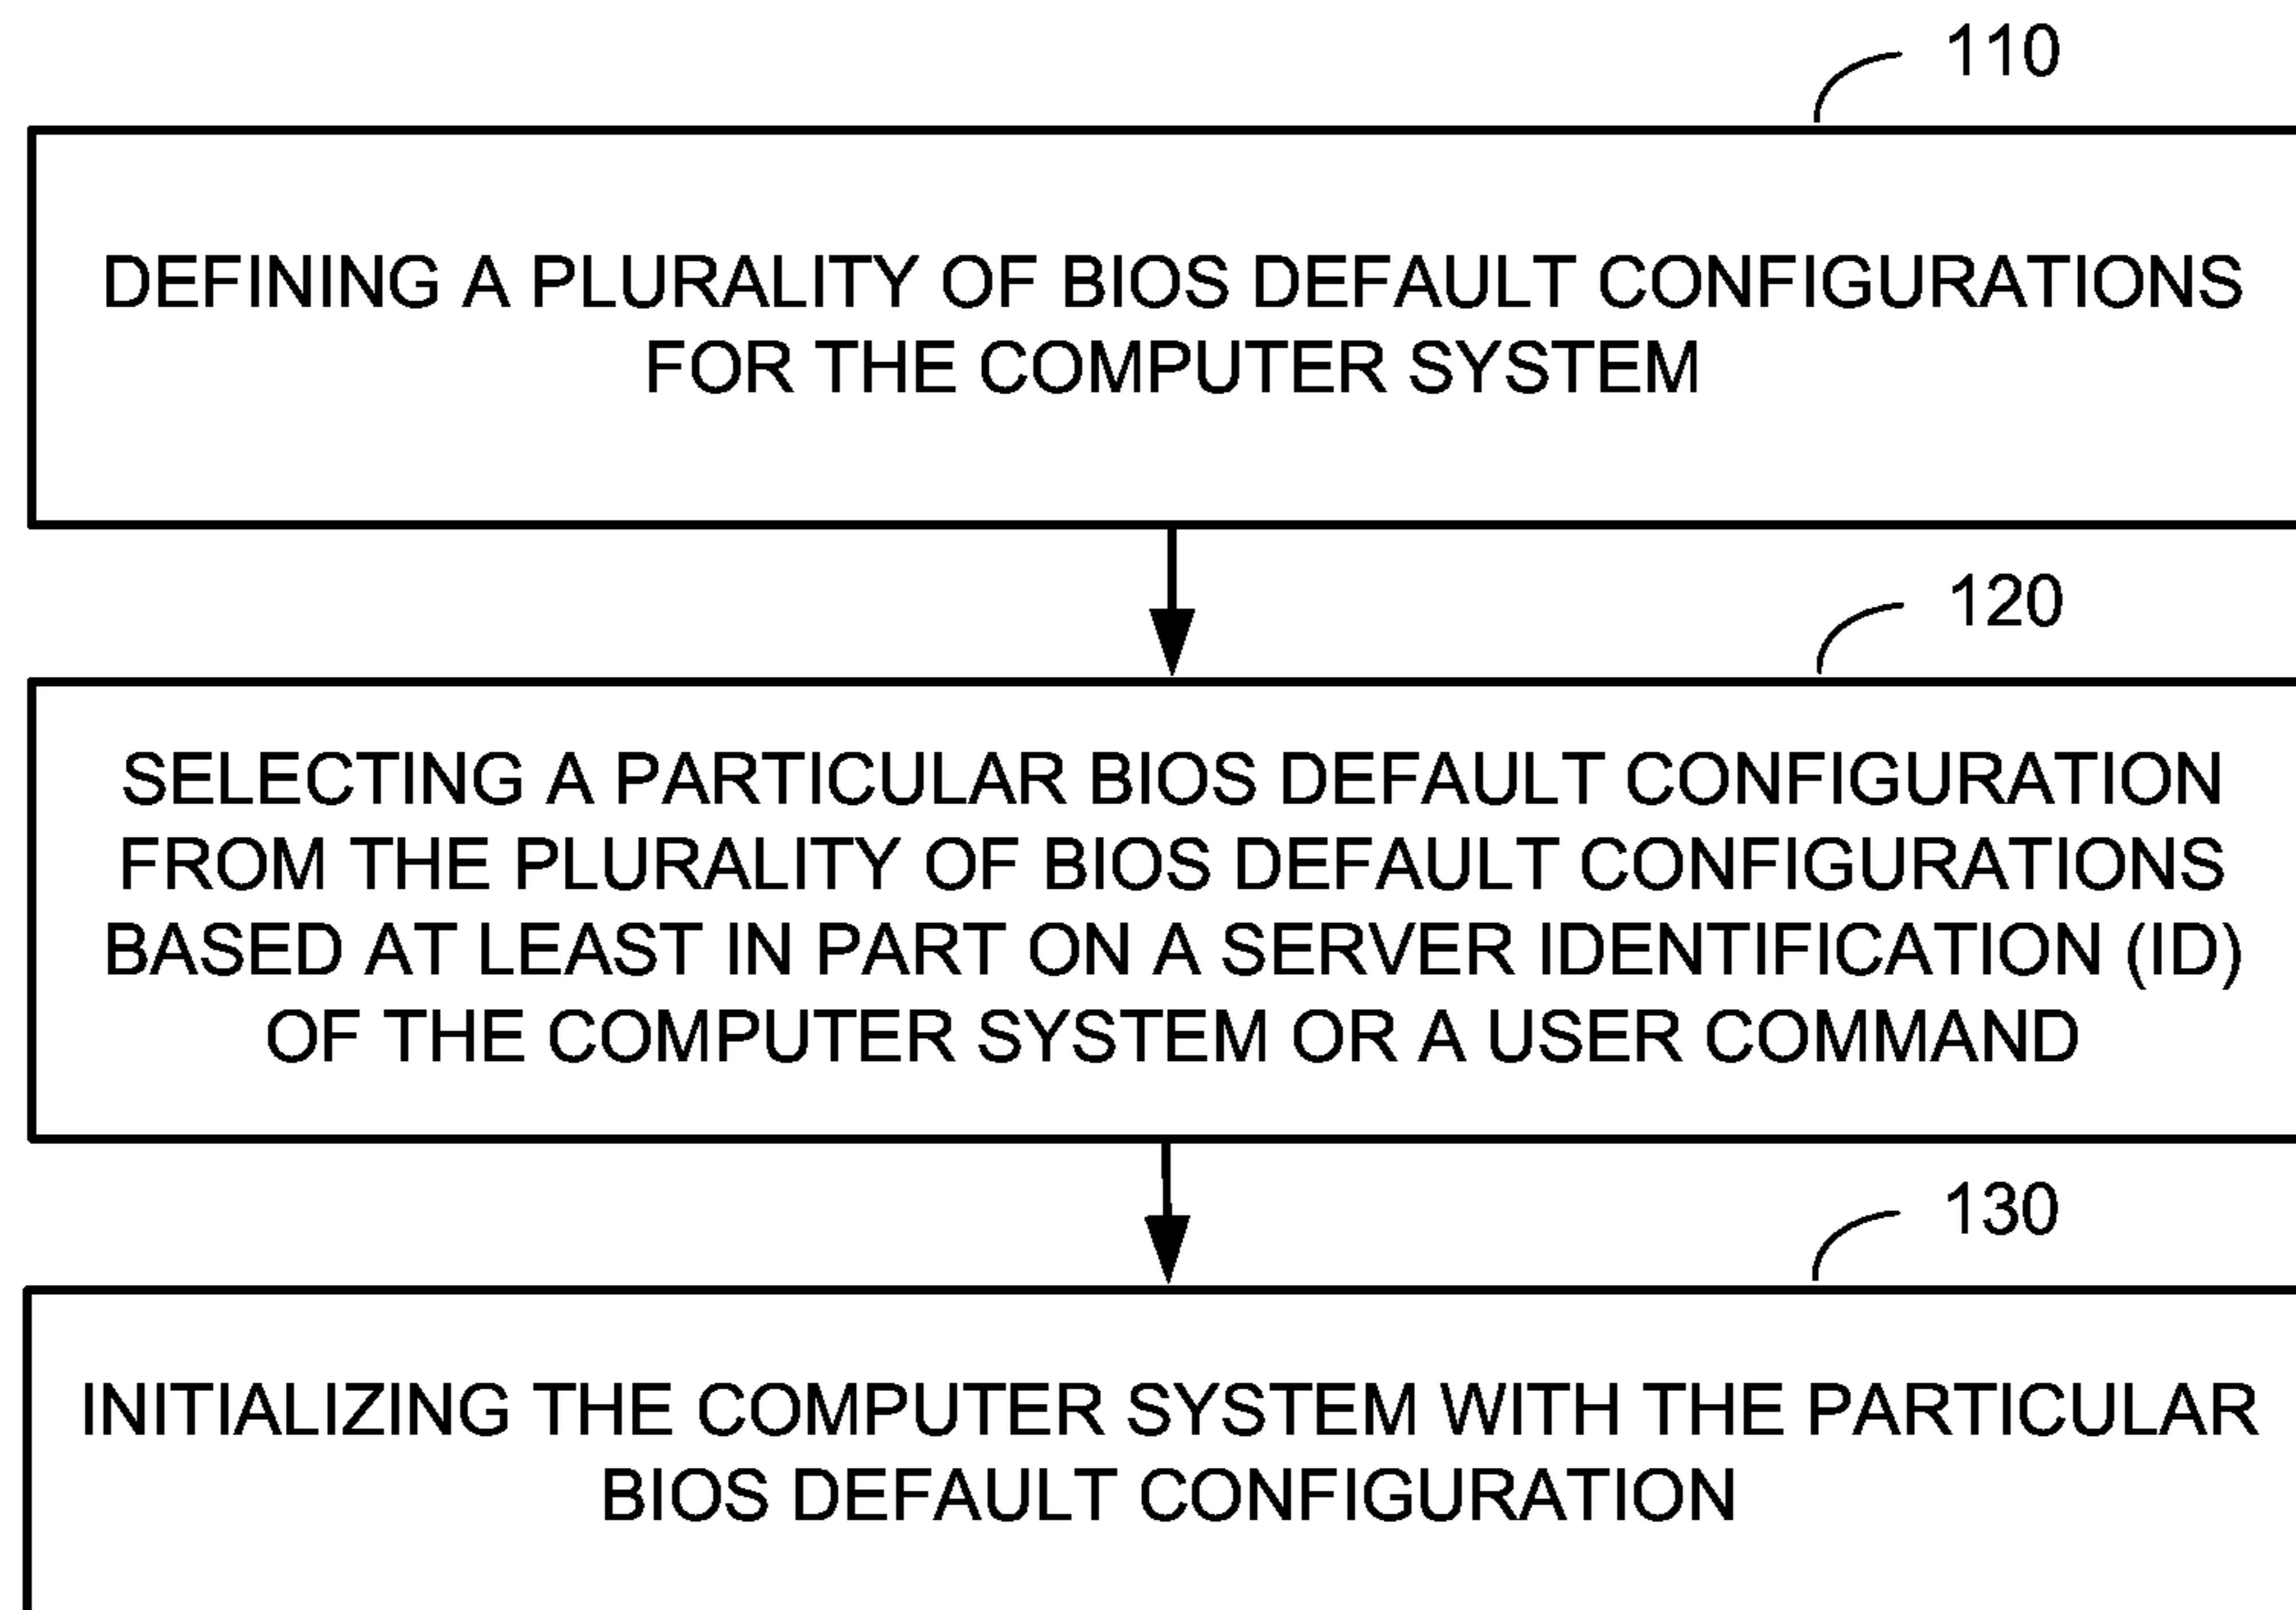 110
DEFINING A PLURALITY OF BIOS DEFAULT CONFIGURATIONS
FOR THE COMPUTER SYSTEM
120
SELECTING A PARTICULAR BIOS DEFAULT CONFIGURATION
FROM THE PLURALITY OF BIOS DEFAULT CONFIGURATIONS
BASED AT LEAST IN PART ON A SERVER IDENTIFICATION (ID)
OF THE COMPUTER SYSTEM OR A USER COMMAND
130
INITIALIZING THE COMPUTER SYSTEM WITH THE PARTICULAR
BIOS DEFAULT CONFIGURATION